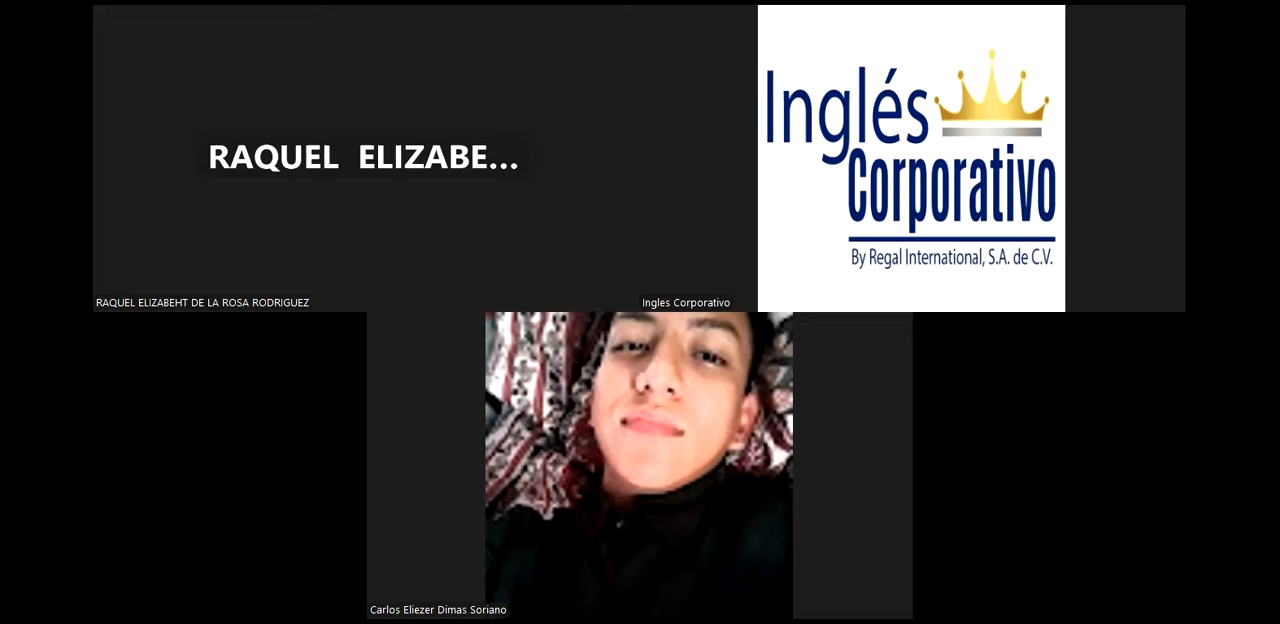 RAQUEL ELIZABE...
Inglés
Corporativo
By Regal International, S.A. de C.V.
RAQUEL ELIZABEHT DE LA ROSA RODRIGUEZ
Ingles Corporativo
Carlos Eliezer Dimas Soriano